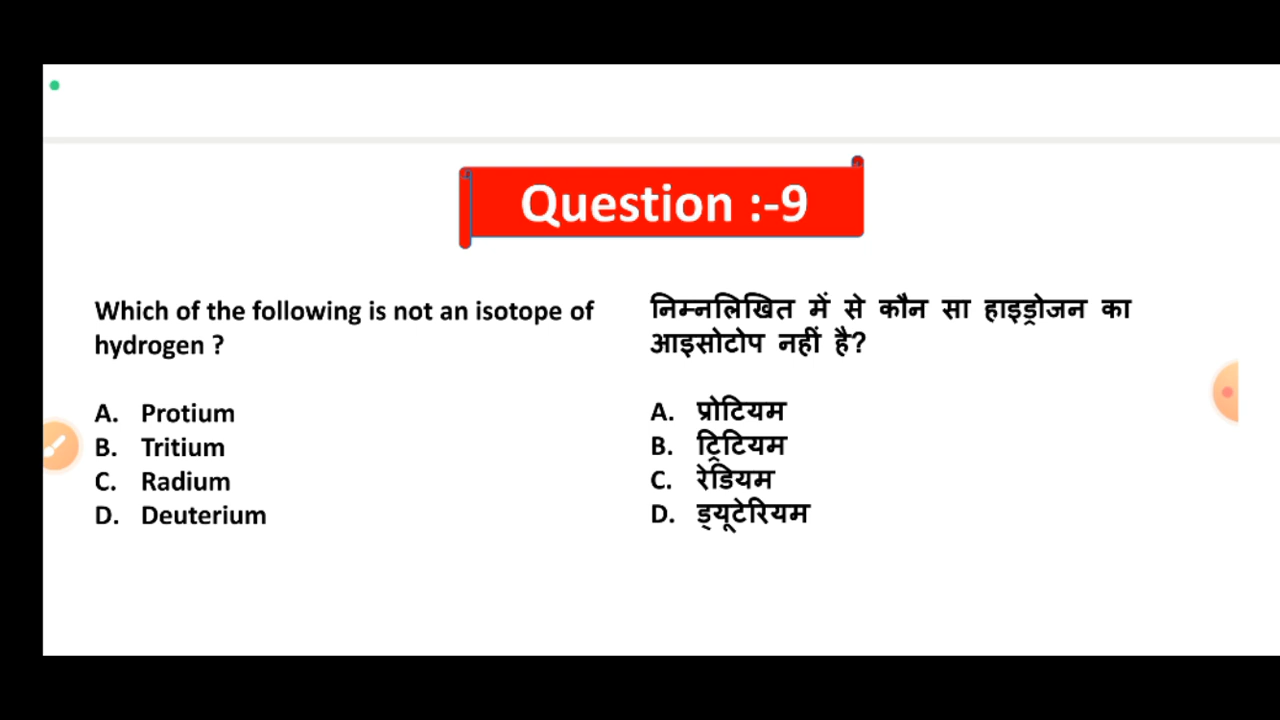 Question :-9
Which of the following is not an isotope of
hydrogen ?
A. Protium
B. Tritium
C. Radium
D. Deuterium
निम्नलिखित में से कौन सा हाइड्रोजन का
आइसोटोप नहीं है?
A. प्रोटियम
B. ट्रिटियम
C. रेडियम
D. ड्यूटेरियम